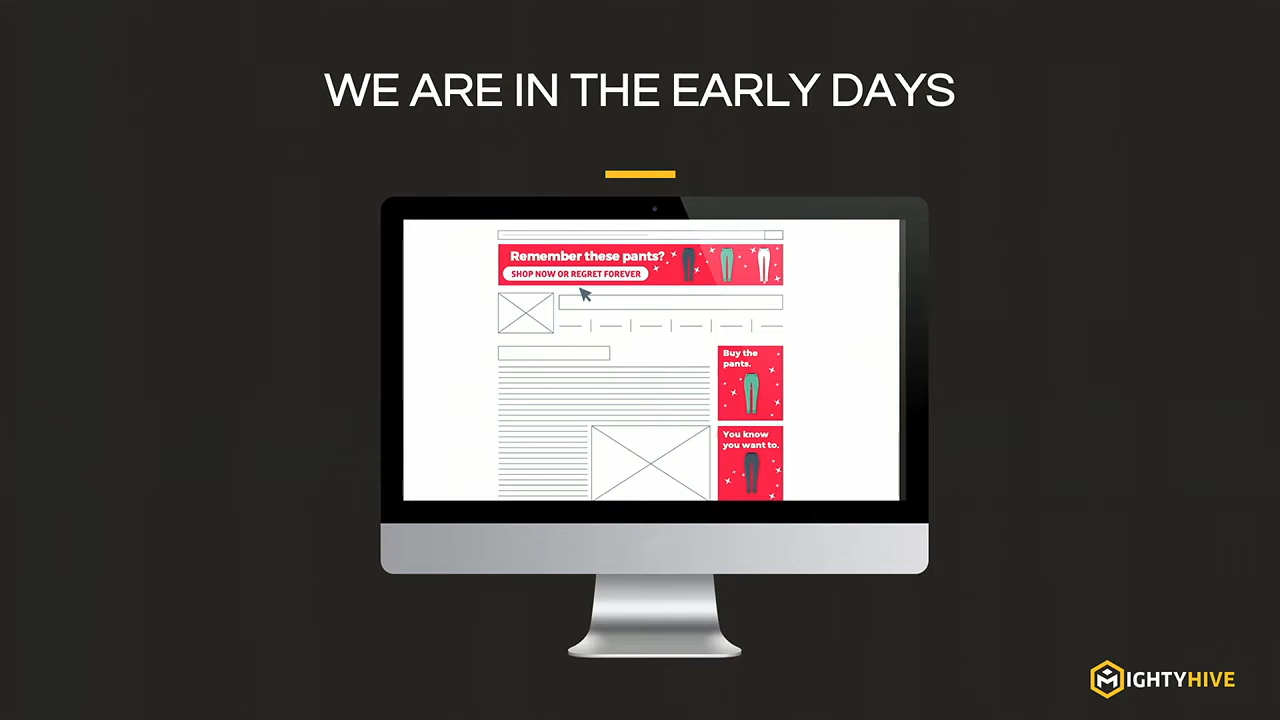 WE ARE IN THE EARLY DAYS
Remember these pants?
SHOP NOW OR REGRET FOREVER
Buy the
pants.
You know
you want to.
MIGHTYHIVE